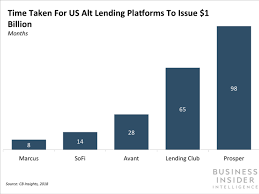 Time Taken For US Alt Lending Platforms To Issue $1
Billion
Months
8
14
28
65
98
Marcus
SoFi
Avant
Lending Club
Prosper
Source: CB Insights, 2018
BUSINESS
INSIDER
INTELLIGENCE